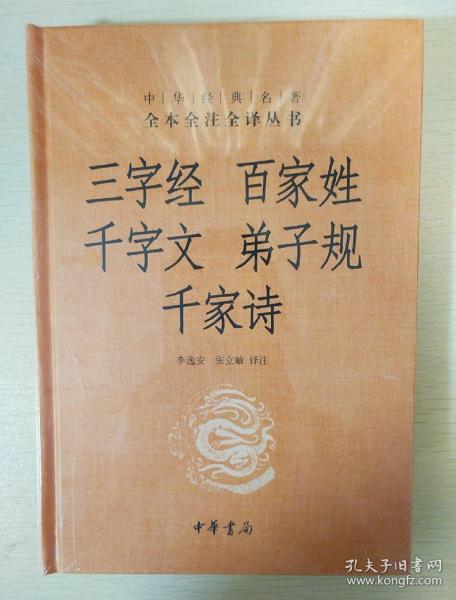 中华经典名著
全本全注全译丛书
三字经 百家姓
千字文 弟子规
千家诗
李逸安 张立敏 译注
中華書局
孔夫子旧书网
www.kongfz.com